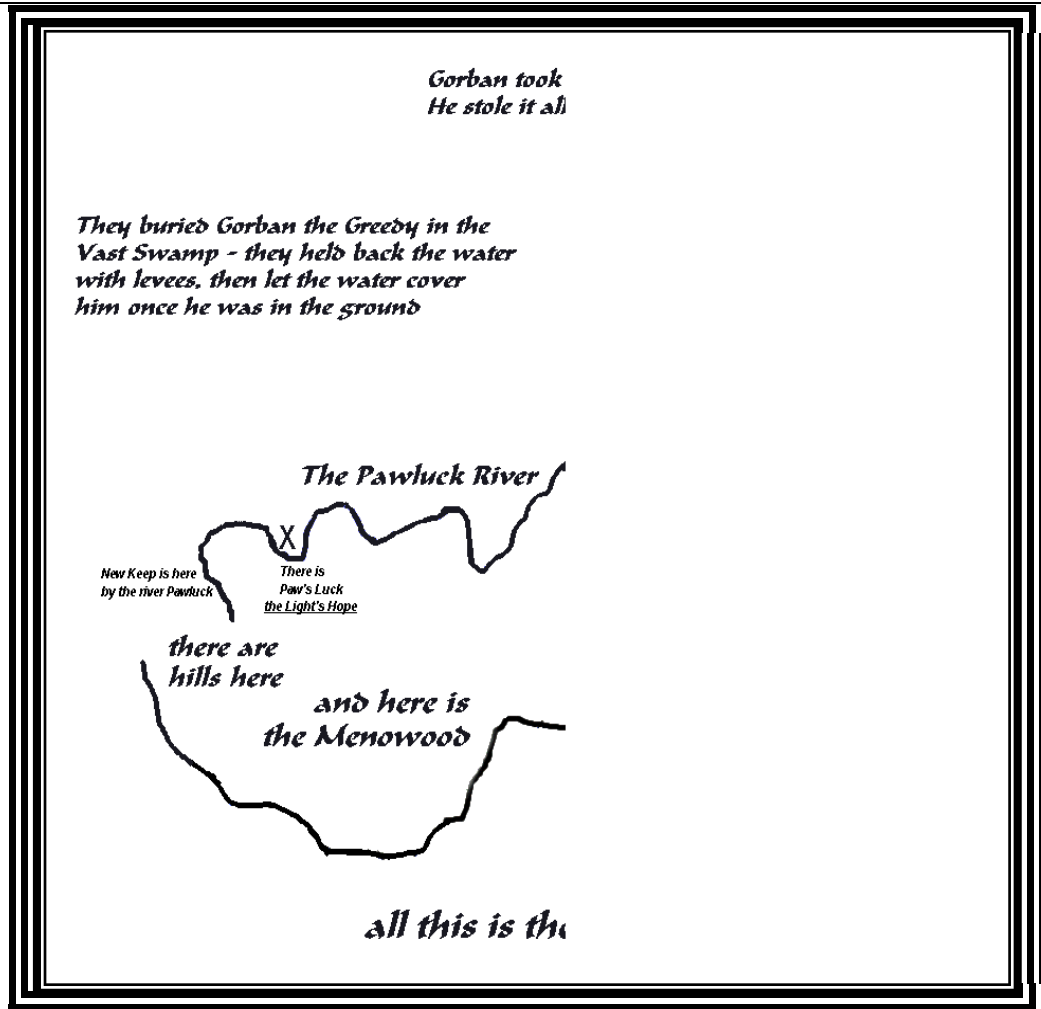 Gorban took
He stole it all
They buried Gorban the Greedy in the
Vast Swamp - they held back the water
with levees, then let the water cover
him once he was in the ground
The Pawluck River
X
New Keep is here
by the river Pawluck
There is
Paw's Luck
the Light's Hope
there are
hills here
and here is
the Menowood
all this is the